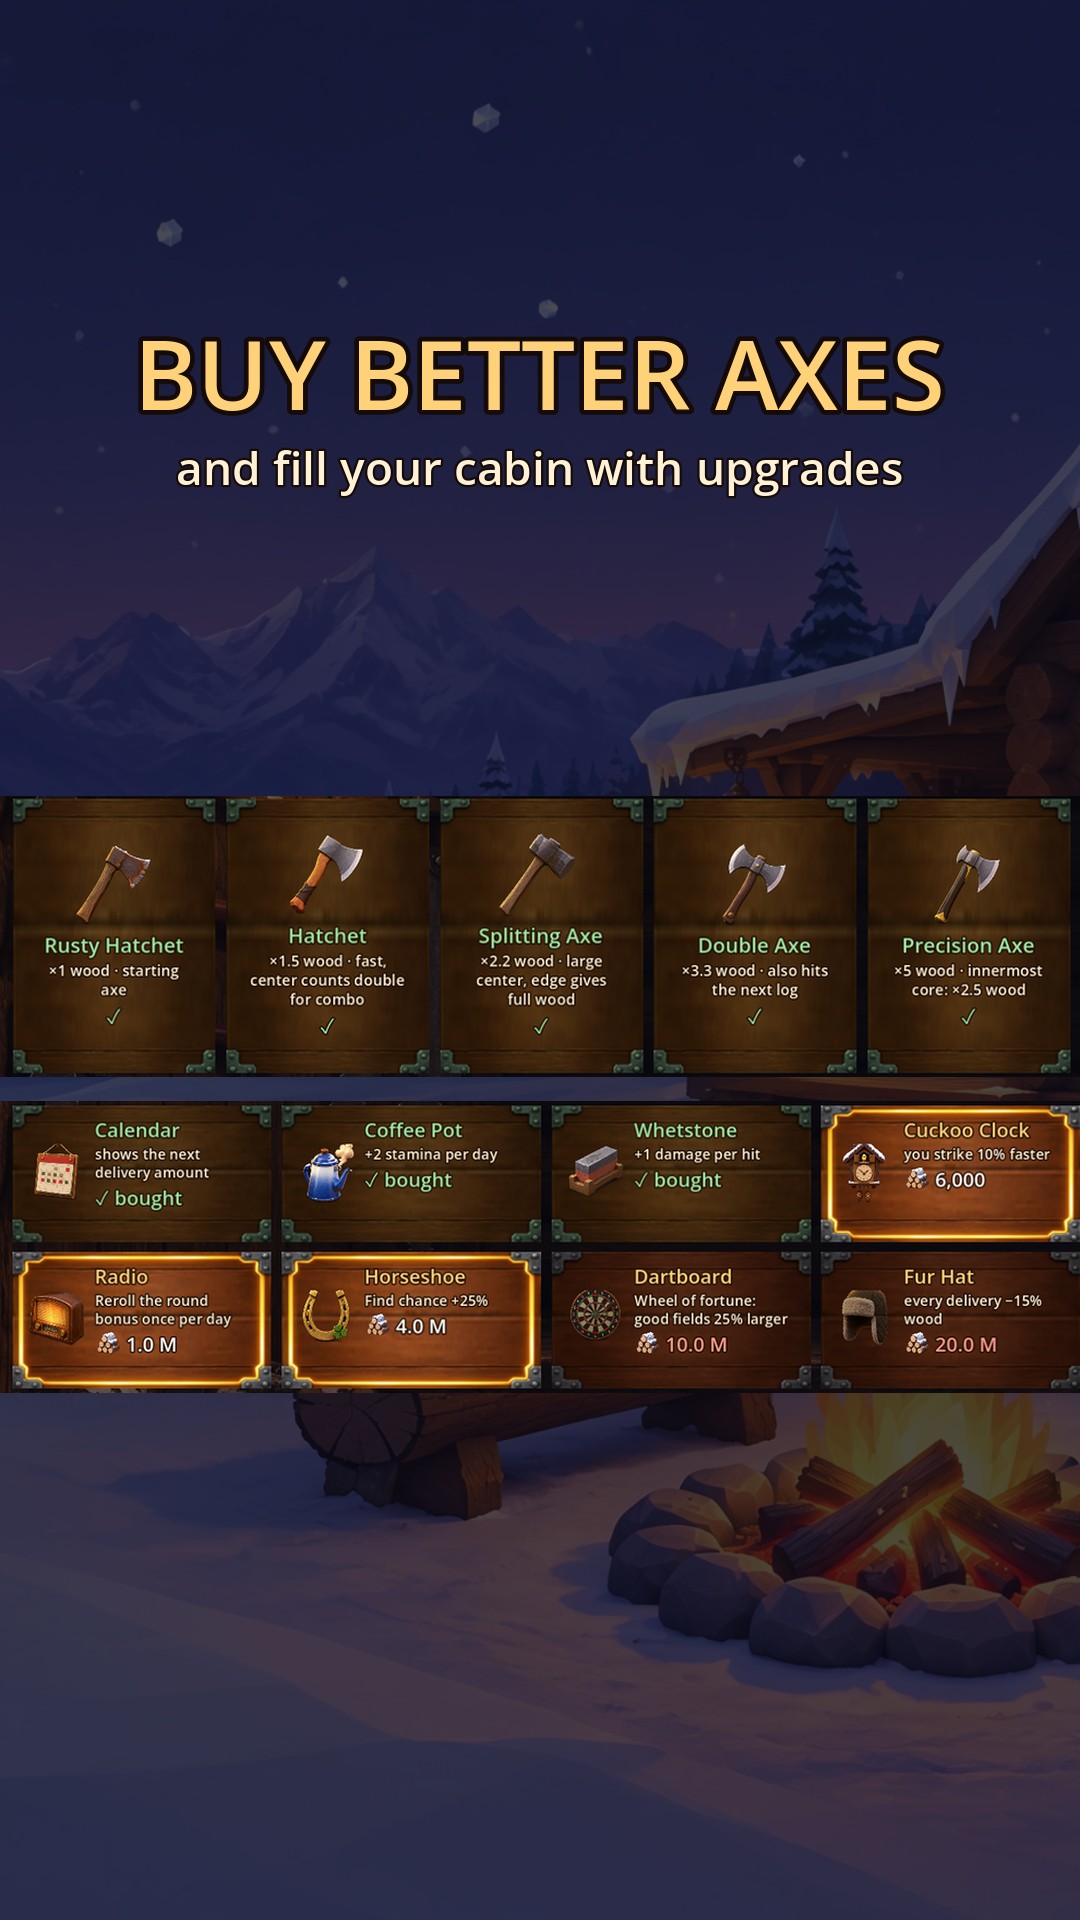 BUY BETTER AXES
and fill your cabin with upgrades
Rusty Hatchet
×1 wood · starting
axe
✓
Hatchet
×1.5 wood · fast,
center counts double
for combo
✓
Splitting Axe
×2.2 wood · large
center, edge gives
full wood
✓
Double Axe
×3.3 wood · also hits
the next log
✓
Precision Axe
×5 wood · innermost
core: ×2.5 wood
✓
Calendar
shows the next
delivery amount
✓ bought
Coffee Pot
+2 stamina per day
✓ bought
Whetstone
+1 damage per hit
✓ bought
Cuckoo Clock
you strike 10% faster
6,000
Radio
Reroll the round
bonus once per day
1.0 M
Horseshoe
Find chance +25%
4.0 M
Dartboard
Wheel of fortune:
good fields 25% larger
10.0 M
Fur Hat
every delivery −15%
wood
20.0 M